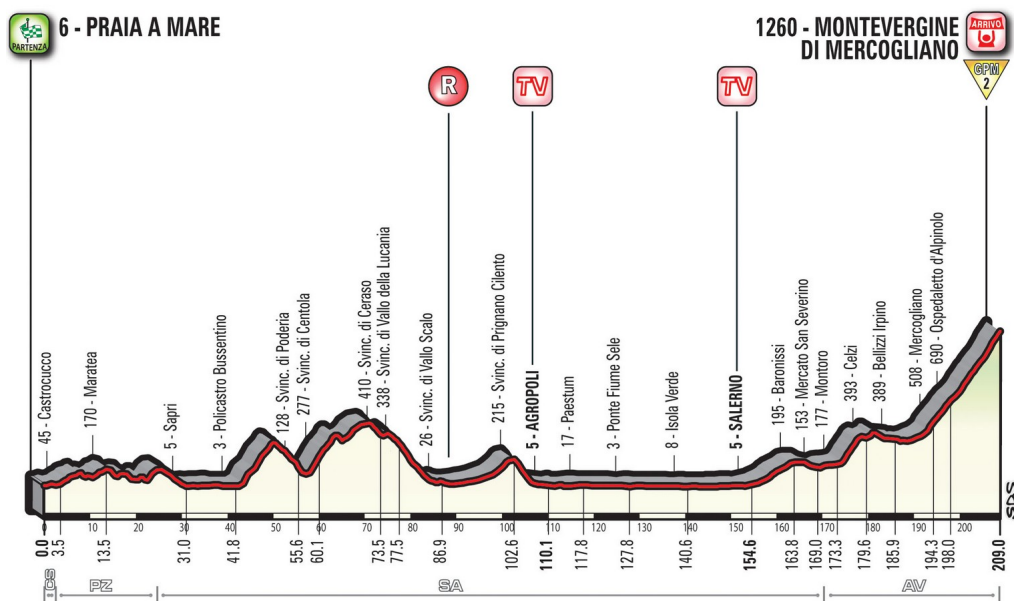 6 - PRAIA A MARE
PARTENZA
1260 - MONTEVERGINE
DI MERCOGLIANO
ARRIVO
GPM
2
R
TV
TV
45 - Castrocucco
170 - Maratea
5 - Sapri
3 - Policastro Bussentino
128 - Svinc. di Poderia
277 - Svinc. di Centola
410 - Svinc. di Ceraso
338 - Svinc. di Vallo della Lucania
26 - Svinc. di Vallo Scalo
215 - Svinc. di Prignano Cilento
5 - AGROPOLI
17 - Paestum
3 - Ponte Fiume Sele
8 - Isola Verde
9 - SALERNO
195 - Baronissi
153 - Mercato San Severino
177 - Montoro
393 - Celzi
389 - Bellizzi Irpino
508 - Mercogliano
690 - Ospedaletto d'Alpinolo
SDS
0 10 20 30 40 50 60 70 80 90 100 110 120 130 140 150 160 170 180 190 200
0.0 3.5 13.5 31.0 41.8 55.6 60.1 73.5 77.5 86.9 102.6 110.1 117.8 127.8 140.6 154.6 163.8 169.0 173.3 179.6 185.9 194.3 198.0 209.0
CS PZ SA AV